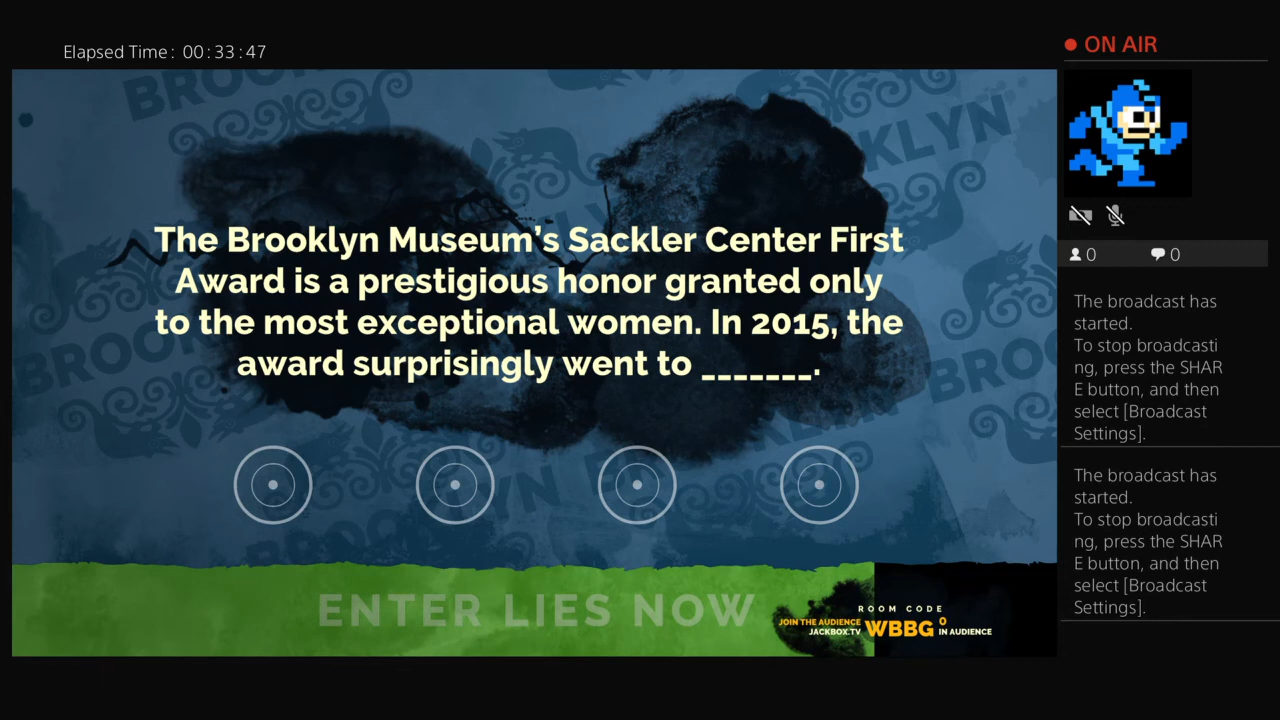 Elapsed Time: 00:33:47
ON AIR
The Brooklyn Museum's Sackler Center First
Award is a prestigious honor granted only
to the most exceptional women. In 2015, the
award surprisingly went to _______.
ENTER LIES NOW
ROOM CODE
JOIN THE AUDIENCE
JACKBOX.TV
WBBG
0
IN AUDIENCE
0
0
The broadcast has
started.
To stop broadcasti
ng, press the SHAR
E button, and then
select [Broadcast
Settings].
The broadcast has
started.
To stop broadcasti
ng, press the SHAR
E button, and then
select [Broadcast
Settings].
BROOKLYN
BROOKLYN
BROOKLYN